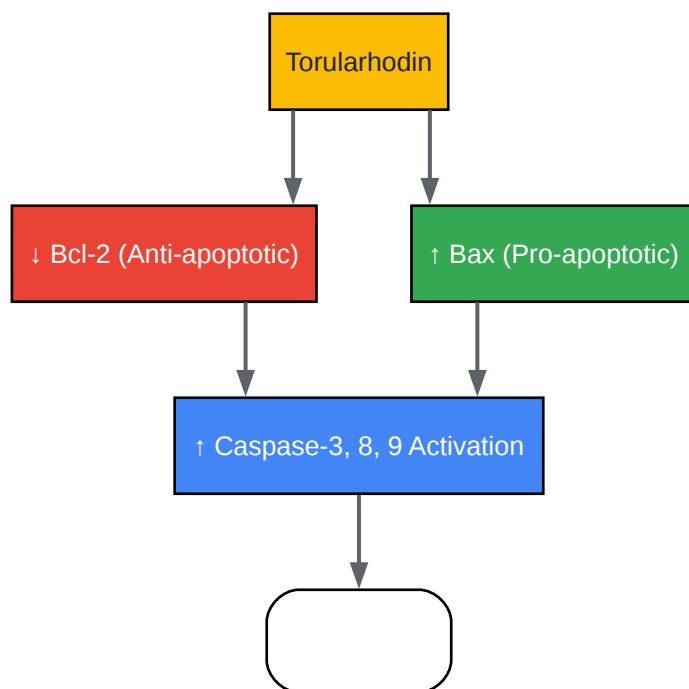 Torularhodin
↓ Bcl-2 (Anti-apoptotic)
↑ Bax (Pro-apoptotic)
↑ Caspase-3, 8, 9 Activation